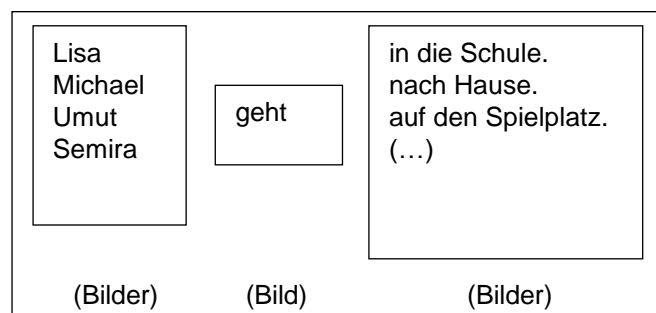 Lisa
Michael
Umut
Semira
geht
in die Schule.
nach Hause.
auf den Spielplatz.
(…)
(Bilder)
(Bild)
(Bilder)